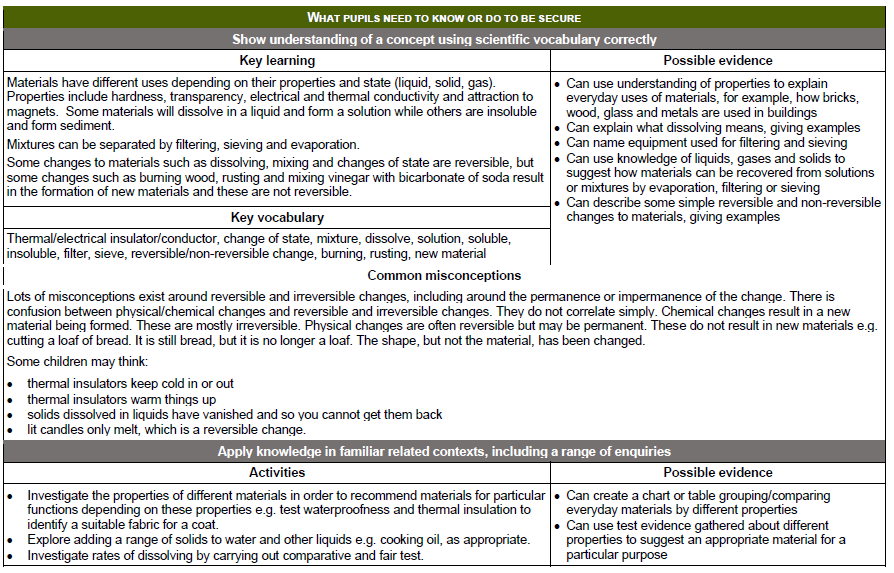 WHAT PUPILS NEED TO KNOW OR DO TO BE SECURE
Show understanding of a concept using scientific vocabulary correctly
Key learning
Materials have different uses depending on their properties and state (liquid, solid, gas).
Properties include hardness, transparency, electrical and thermal conductivity and attraction to
magnets.  Some materials will dissolve in a liquid and form a solution while others are insoluble
and form sediment.
Mixtures can be separated by filtering, sieving and evaporation.
Some changes to materials such as dissolving, mixing and changes of state are reversible, but
some changes such as burning wood, rusting and mixing vinegar with bicarbonate of soda result
in the formation of new materials and these are not reversible.
Key vocabulary
Thermal/electrical insulator/conductor, change of state, mixture, dissolve, solution, soluble,
insoluble, filter, sieve, reversible/non-reversible change, burning, rusting, new material
Possible evidence
• Can use understanding of properties to explain
everyday uses of materials, for example, how bricks,
wood, glass and metals are used in buildings
• Can explain what dissolving means, giving examples
• Can name equipment used for filtering and sieving
• Can use knowledge of liquids, gases and solids to
suggest how materials can be recovered from solutions
or mixtures by evaporation, filtering or sieving
• Can describe some simple reversible and non-reversible
changes to materials, giving examples
Common misconceptions
Lots of misconceptions exist around reversible and irreversible changes, including around the permanence or impermanence of the change. There is
confusion between physical/chemical changes and reversible and irreversible changes. They do not correlate simply. Chemical changes result in a new
material being formed. These are mostly irreversible. Physical changes are often reversible but may be permanent. These do not result in new materials e.g.
cutting a loaf of bread. It is still bread, but it is no longer a loaf. The shape, but not the material, has been changed.
Some children may think:
• thermal insulators keep cold in or out
• thermal insulators warm things up
• solids dissolved in liquids have vanished and so you cannot get them back
• lit candles only melt, which is a reversible change.
Apply knowledge in familiar related contexts, including a range of enquiries
Activities
• Investigate the properties of different materials in order to recommend materials for particular
functions depending on these properties e.g. test waterproofness and thermal insulation to
identify a suitable fabric for a coat.
• Explore adding a range of solids to water and other liquids e.g. cooking oil, as appropriate.
• Investigate rates of dissolving by carrying out comparative and fair test.
Possible evidence
• Can create a chart or table grouping/comparing
everyday materials by different properties
• Can use test evidence gathered about different
properties to suggest an appropriate material for a
particular purpose